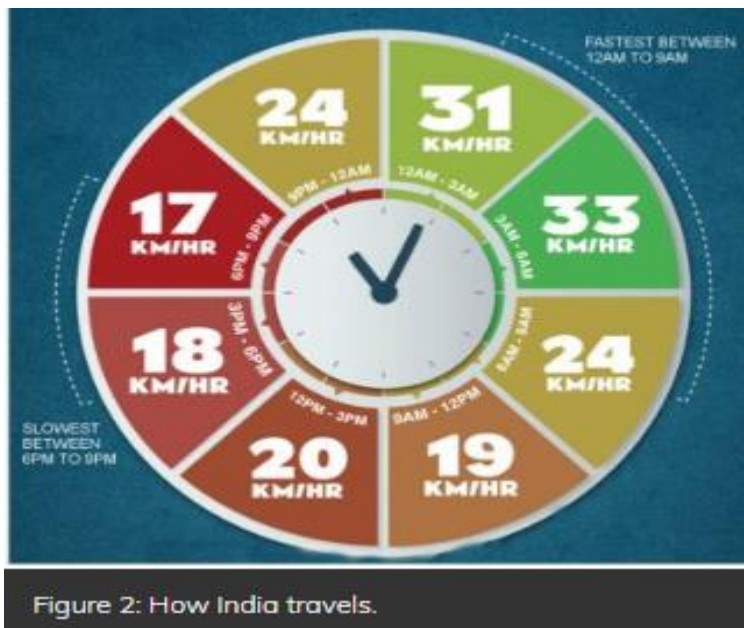 FASTEST BETWEEN
12AM TO 9AM
31
KM/HR
12AM - 3AM
33
KM/HR
3AM - 6AM
24
KM/HR
6AM - 9AM
19
KM/HR
9AM - 12PM
20
KM/HR
12PM - 3PM
18
KM/HR
3PM - 6PM
17
KM/HR
6PM - 9PM
24
KM/HR
9PM - 12AM
SLOWEST
BETWEEN
6PM TO 9PM
Figure 2: How India travels.